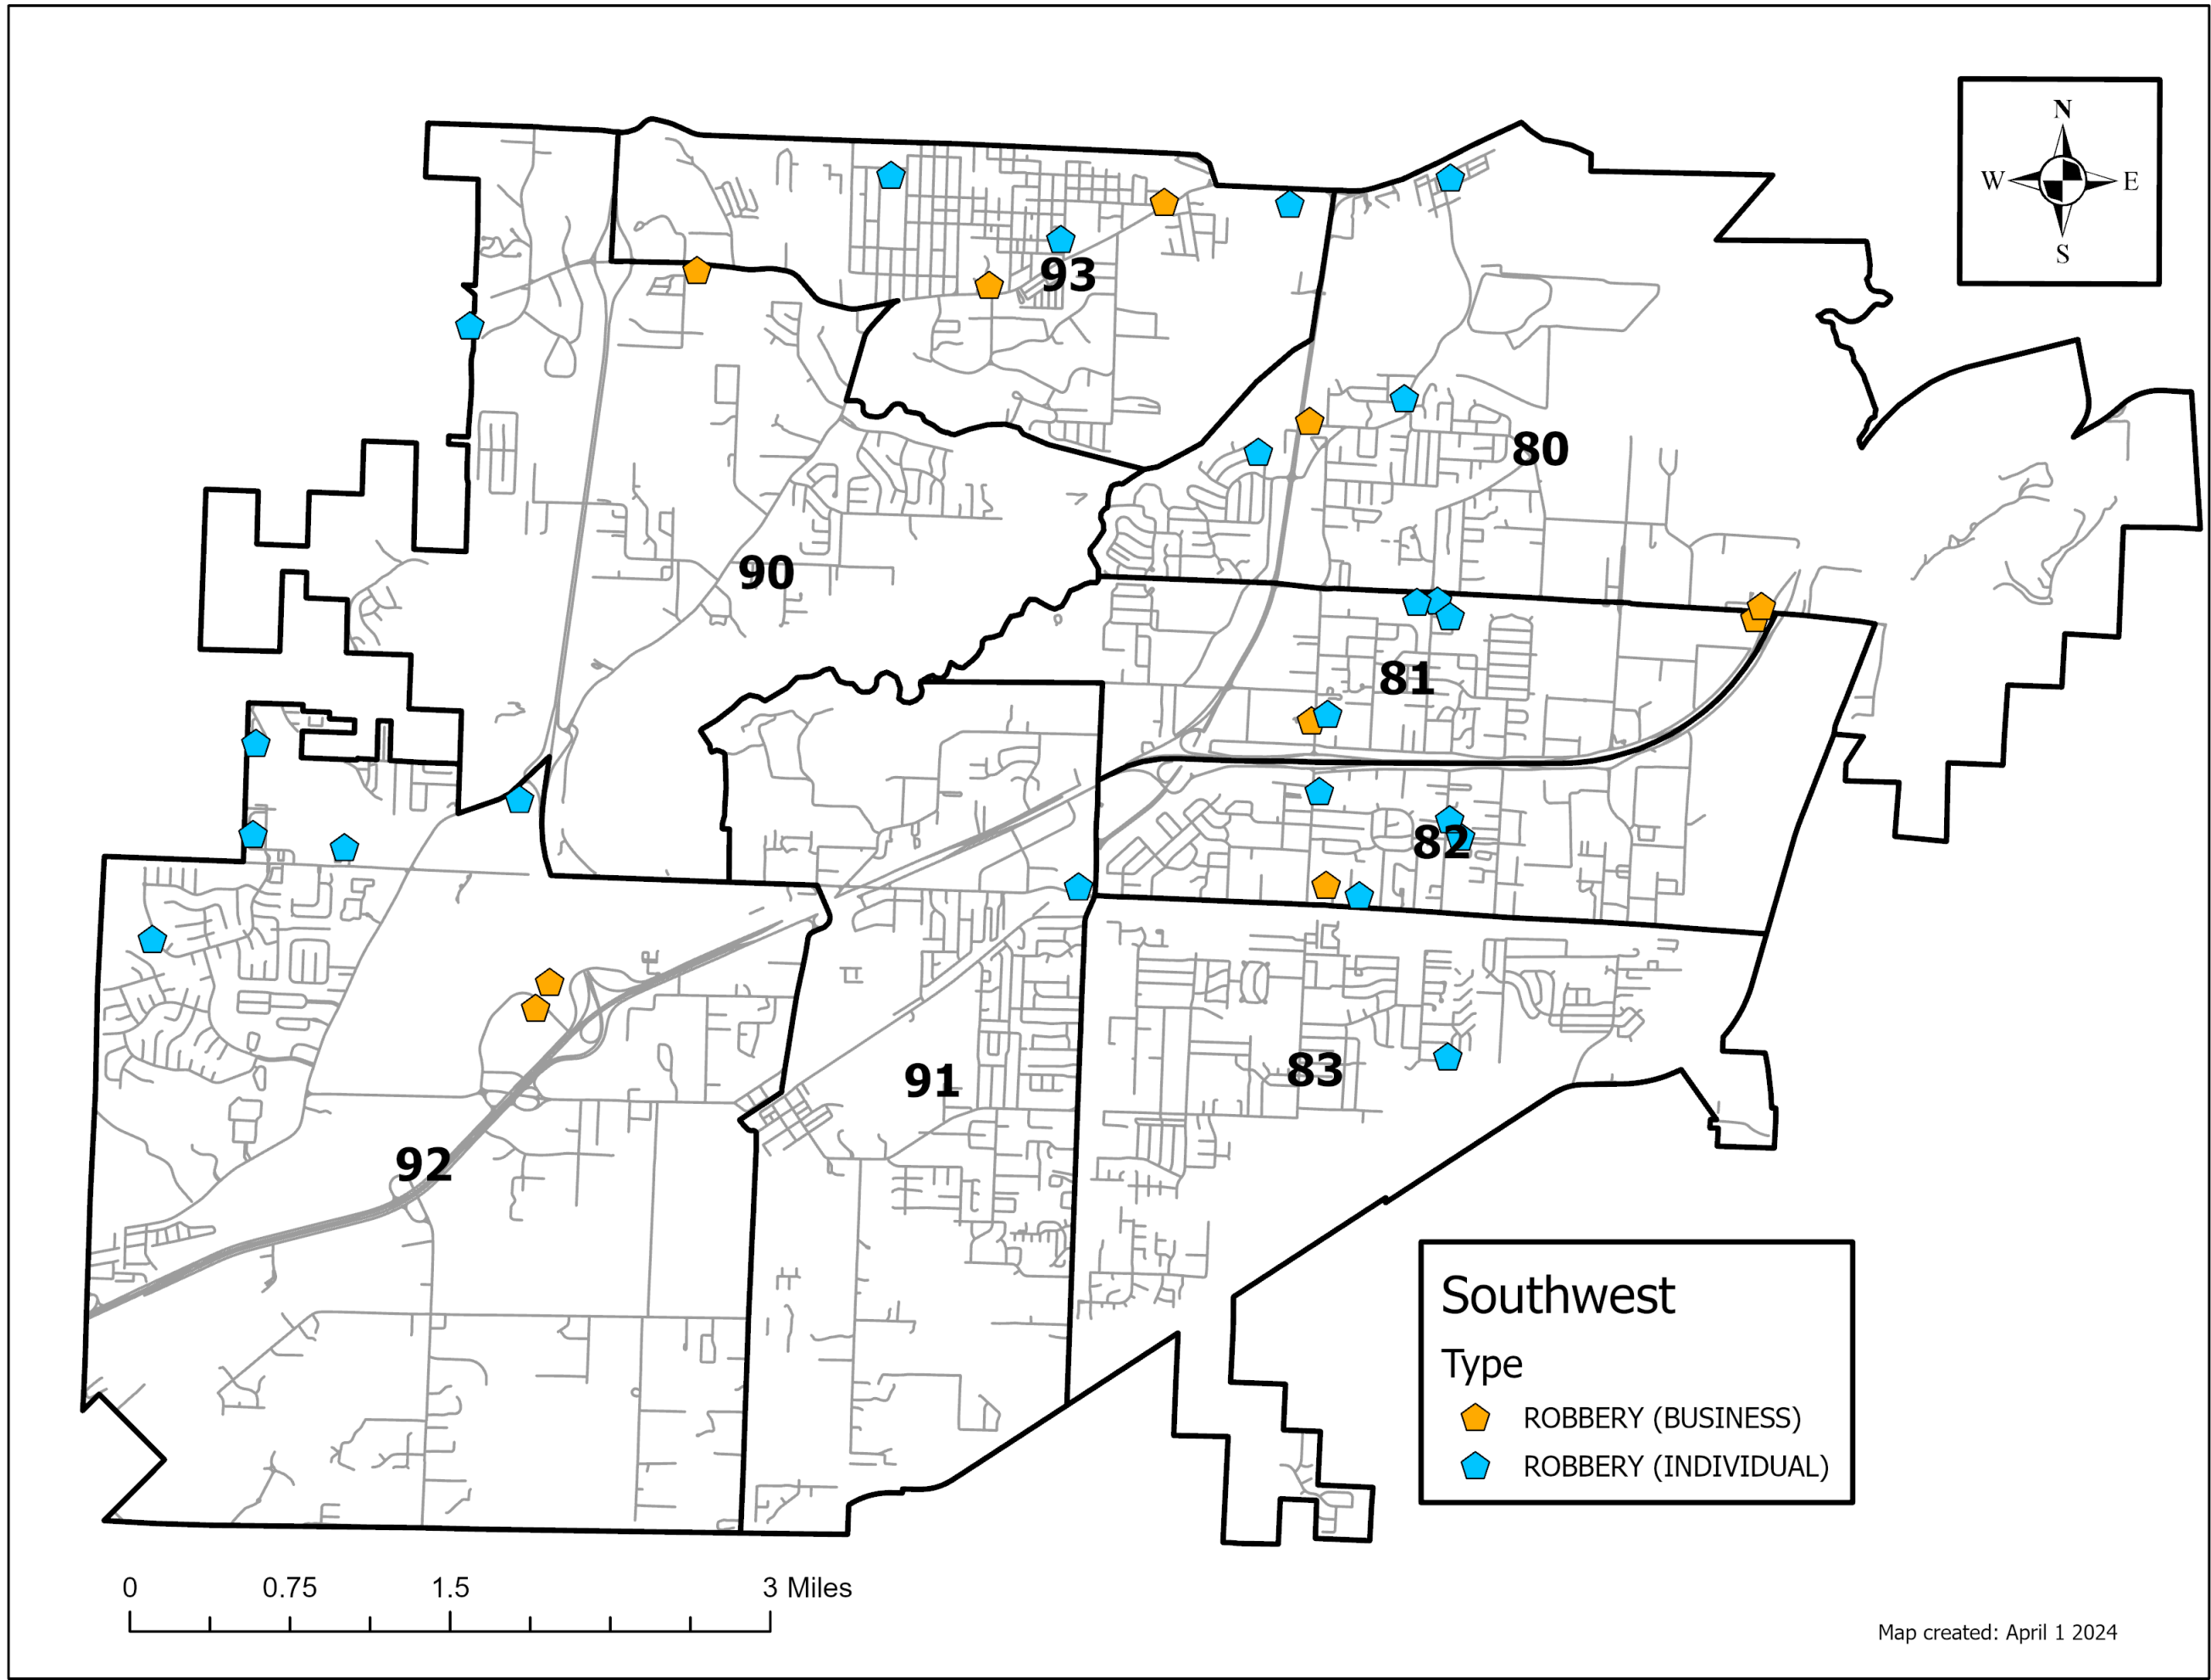 N
W E
S
93
80
90
81
82
83
91
92
Southwest
Type
ROBBERY (BUSINESS)
ROBBERY (INDIVIDUAL)
0 0.75 1.5 3 Miles
Map created: April 1 2024